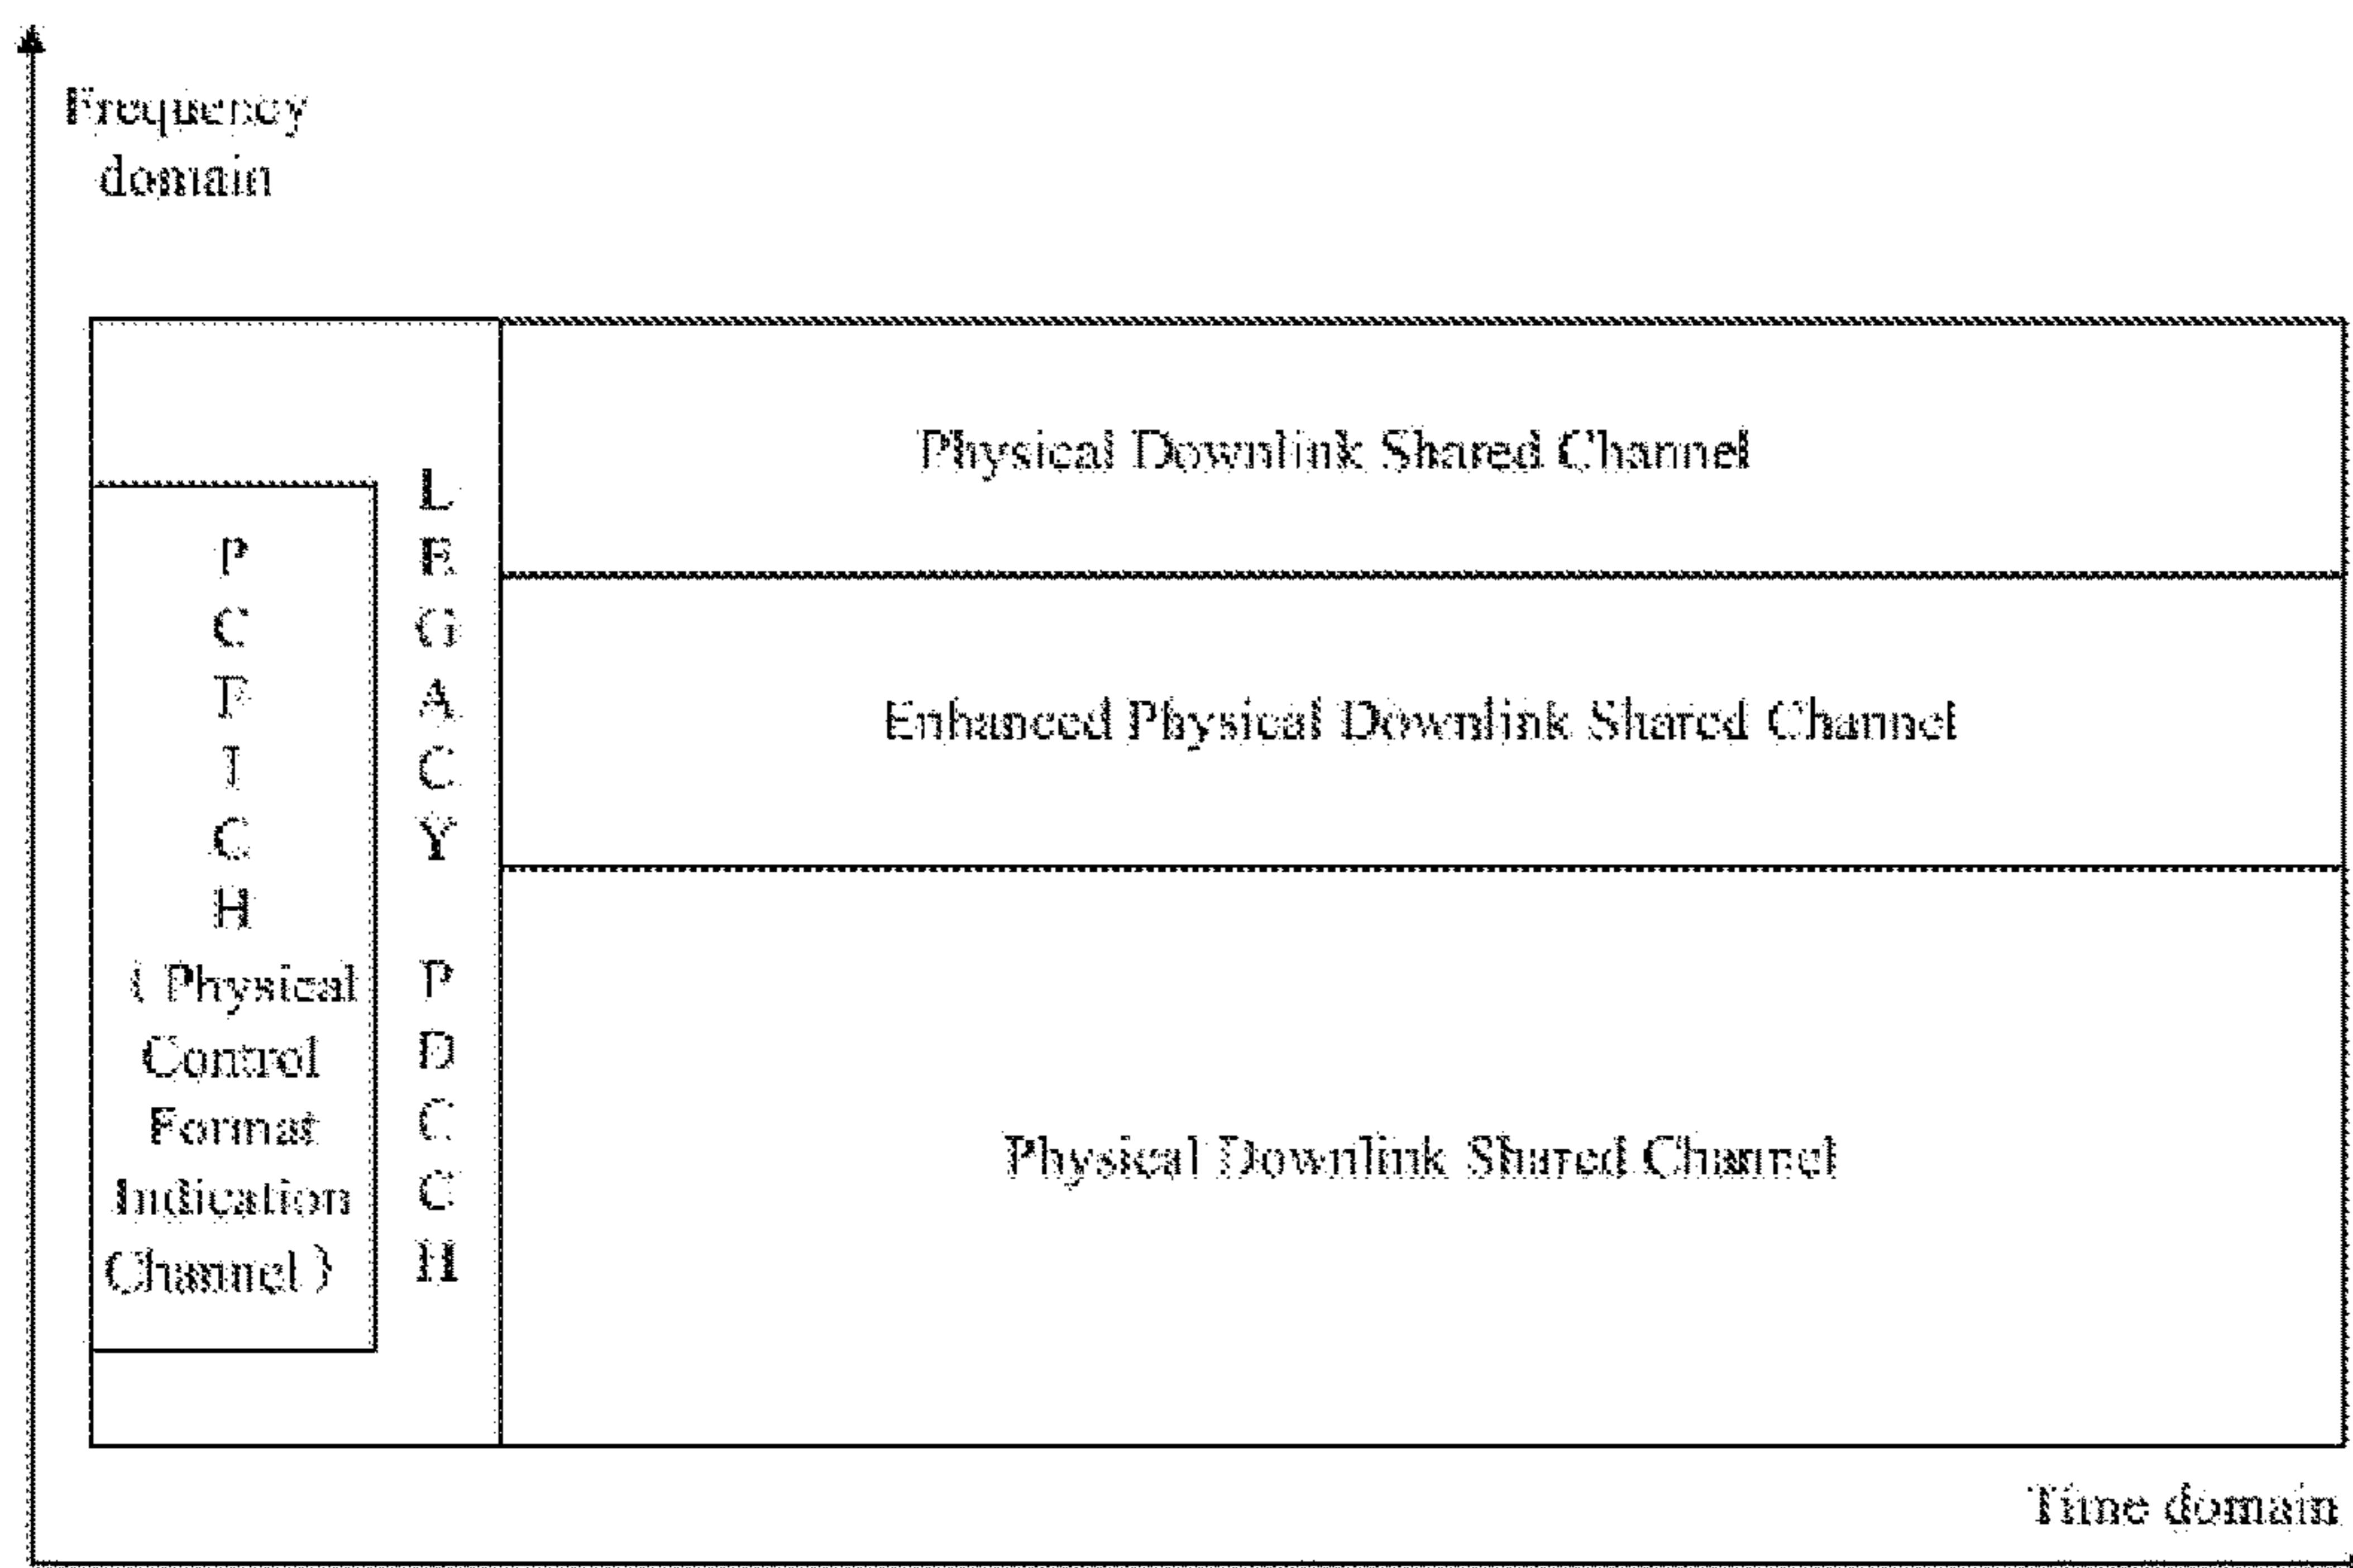 Frequency
domain
Physical Downlink Shared Channel
Enhanced Physical Downlink Shared Channel
Physical Downlink Shared Channel
P
C
F
I
C
H
( Physical
Control
Format
Indication
Channel )
L
E
G
A
C
Y
P
D
C
C
H
Time domain